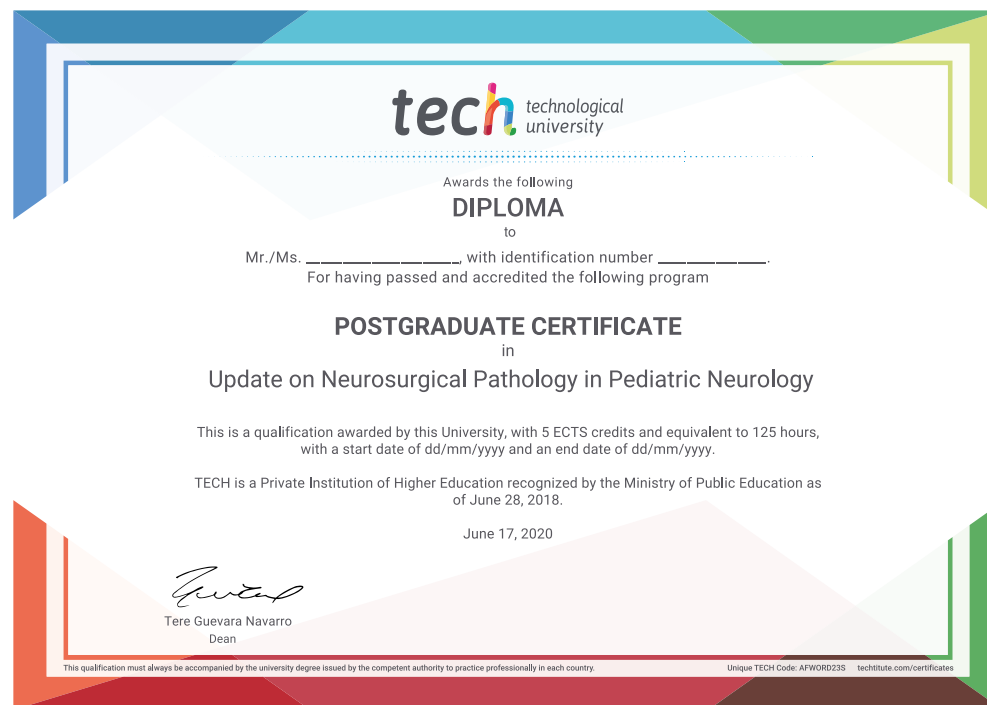 tech technological
university
Awards the following
DIPLOMA
to
Mr./Ms. ____________________, with identification number ______________.
For having passed and accredited the following program
POSTGRADUATE CERTIFICATE
in
Update on Neurosurgical Pathology in Pediatric Neurology
This is a qualification awarded by this University, with 5 ECTS credits and equivalent to 125 hours,
with a start date of dd/mm/yyyy and an end date of dd/mm/yyyy.
TECH is a Private Institution of Higher Education recognized by the Ministry of Public Education as
of June 28, 2018.
June 17, 2020
Tere Guevara Navarro
Dean
This qualification must always be accompanied by the university degree issued by the competent authority to practice professionally in each country.
Unique TECH Code: AFWORD23S techtitute.com/certificates